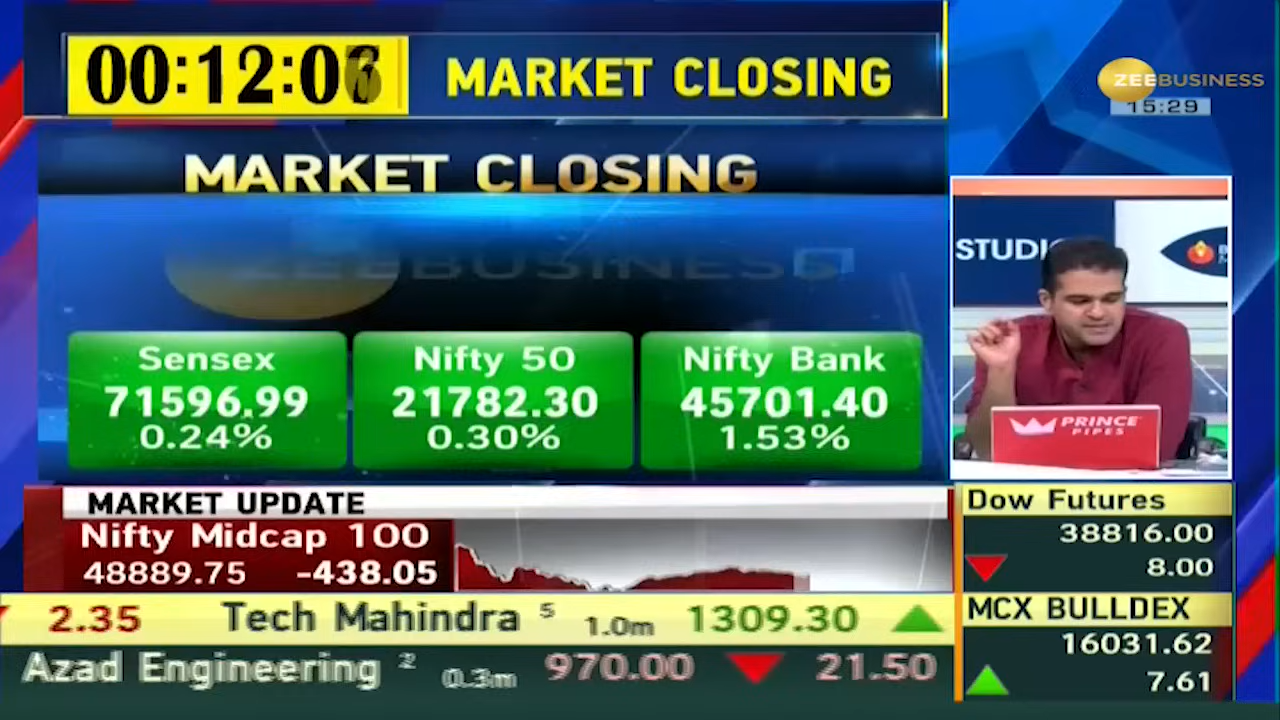 MARKET CLOSING
ZEEBUSINESS
15:29
MARKET CLOSING
ZEEBUSINESS
STUDIO
Sensex
71596.99
0.24%
Nifty 50
21782.30
0.30%
Nifty Bank
45701.40
1.53%
PRINCE
PIPES
MARKET UPDATE
Nifty Midcap 100
48889.75 -438.05
Dow Futures
38816.00
8.00
MCX BULLDEX
16031.62
7.61
2.35 Tech Mahindra 5 1.0m 1309.30
Azad Engineering 2 0.3m 970.00 21.50